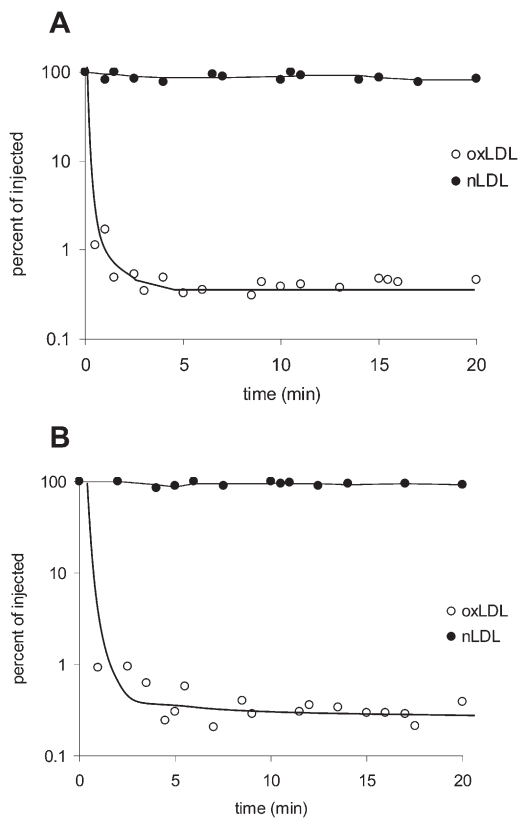 A
100
10
1
0.1
percent of injected
oxLDL
nLDL
0 5 10 15 20
time (min)
B
100
10
1
0.1
percent of injected
oxLDL
nLDL
0 5 10 15 20
time (min)